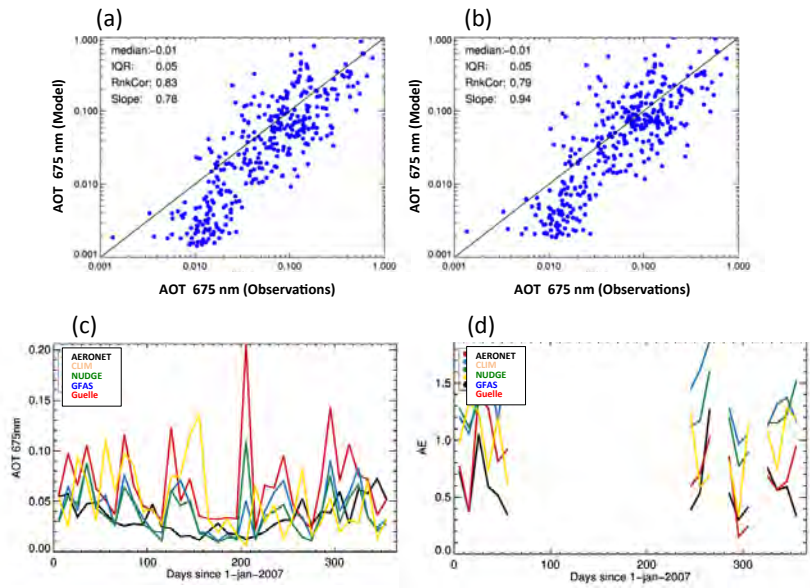 (a)
(b)
median:-0.01
IQR: 0.05
RnkCor: 0.83
Slope: 0.78
1.000
0.100
0.010
0.001
AOT 675 nm (Model)
0.001
0.010
0.100
1.000
AOT 675 nm (Observations)
median:-0.01
IQR: 0.05
RnkCor: 0.79
Slope: 0.94
1.000
0.100
0.010
0.001
AOT 675 nm (Model)
0.001
0.010
0.100
1.000
AOT 675 nm (Observations)
(c)
(d)
AERONET
CLIM
NUDGE
GFAS
Guelle
0.20
0.15
0.10
0.05
0.00
AOT 675nm
0
100
200
300
Days since 1-jan-2007
AERONET
CLIM
NUDGE
GFAS
Guelle
1.5
1.0
0.5
0.0
AE
0
100
200
300
Days since 1-jan-2007